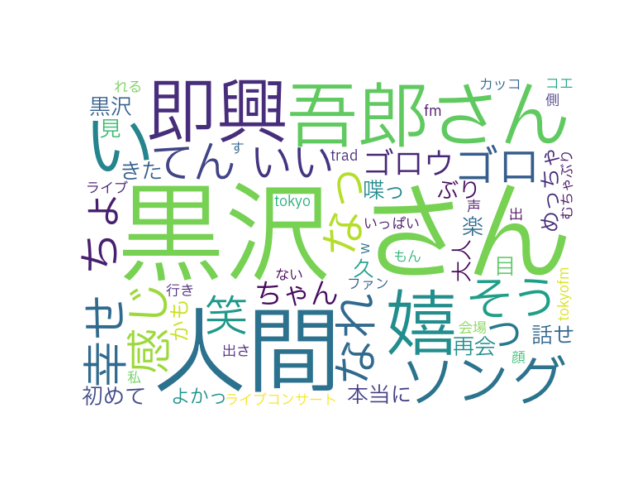 れる
カッコ
コエ
黒沢
即興
吾郎さん
側
見
い
fm
めっちゃ
むちゃぶり
きた
てん
いい
す
trad
ゴロウ
ゴロ
ライブ
ちょ
黒沢さん
tokyo
なっ
喋っ
ぶり
声
出
いっぱい
楽
大人
w
もん
久
目
ない
ファン
行き
ちゃん
幸せ
感じ
かも
笑
人間
なれ
嬉
そう
つ
tokyofm
会場
再会
話せ
出さ
私
顔
初めて
よかっ
ライブコンサート
本当に
ソング